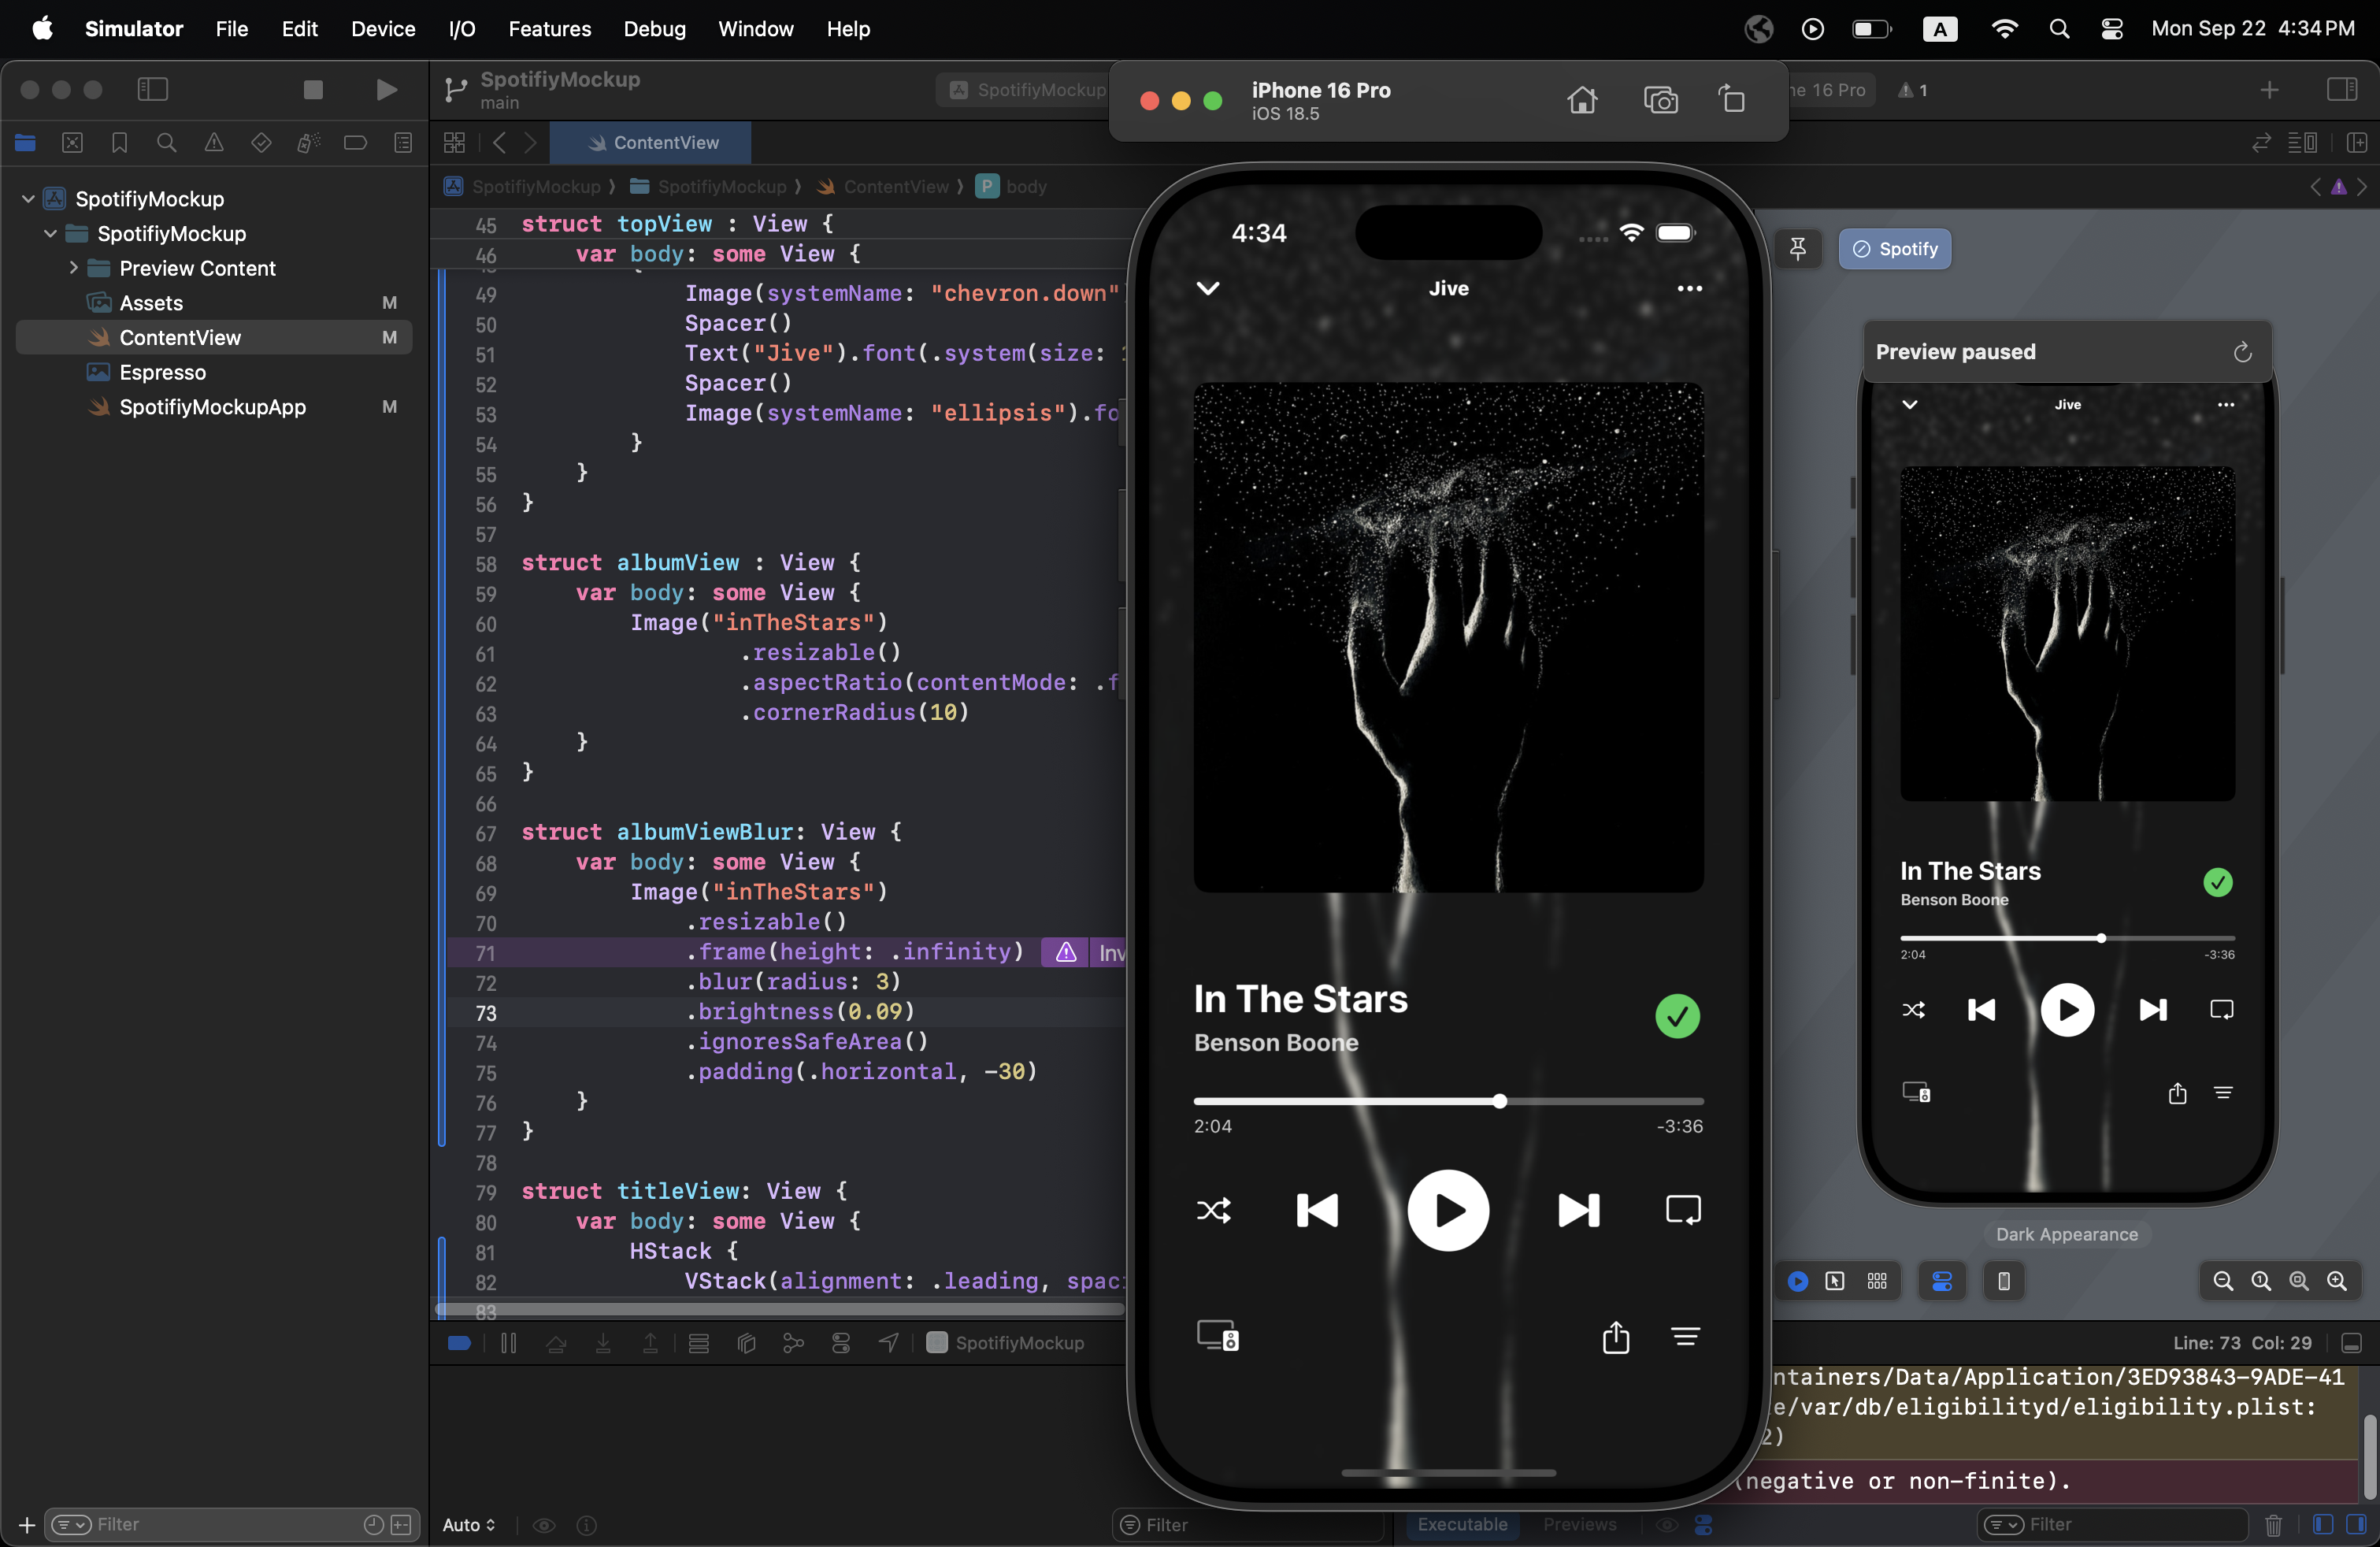 Simulator File Edit Device I/O Features Debug Window Help
A Mon Sep 22 4:34 PM
SpotifiyMockup
main
SpotifiyMockup
iPhone 16 Pro
iOS 18.5
ne 16 Pro
1
ContentView
SpotifiyMockup
SpotifiyMockup
Preview Content
Assets M
ContentView M
Espresso
SpotifiyMockupApp M
SpotifiyMockup SpotifiyMockup ContentView P body
45 struct topView : View {
46 var body: some View {
49 Image(systemName: "chevron.down"
50 Spacer()
51 Text("Jive").font(.system(size:
52 Spacer()
53 Image(systemName: "ellipsis").fo
54 }
55 }
56 }
57
58 struct albumView : View {
59 var body: some View {
60 Image("inTheStars")
61 .resizable()
62 .aspectRatio(contentMode: .f
63 .cornerRadius(10)
64 }
65 }
66
67 struct albumViewBlur: View {
68 var body: some View {
69 Image("inTheStars")
70 .resizable()
71 .frame(height: .infinity) Inv
72 .blur(radius: 3)
73 .brightness(0.09)
74 .ignoresSafeArea()
75 .padding(.horizontal, -30)
76 }
77 }
78
79 struct titleView: View {
80 var body: some View {
81 HStack {
82 VStack(alignment: .leading, spac
83
4:34
Jive
In The Stars
Benson Boone
2:04 -3:36
Spotify
Preview paused
Jive
In The Stars
Benson Boone
2:04 -3:36
Dark Appearance
SpotifiyMockup
Line: 73 Col: 29
ntainers/Data/Application/3ED93843-9ADE-41
e/var/db/eligibilityd/eligibility.plist:
2)
(negative or non-finite).
Filter
Auto
Filter
Executable Previews
Filter